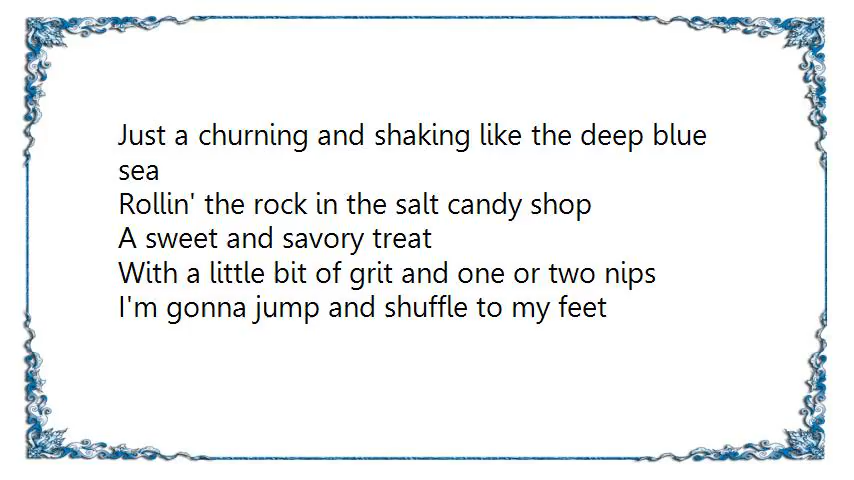 Just a churning and shaking like the deep blue
sea
Rollin' the rock in the salt candy shop
A sweet and savory treat
With a little bit of grit and one or two nips
I'm gonna jump and shuffle to my feet